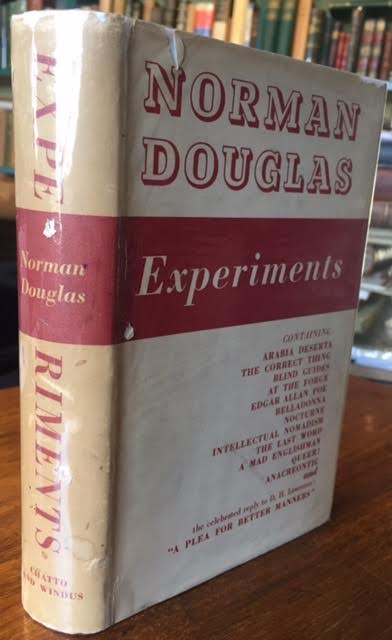 EXPE
Norman
Douglas
RIMENTS
CHATTO
AND WINDUS
NORMAN
DOUGLAS
Experiments
CONTAINING
ARABIA DESERTA
THE CORRECT THING
BLIND GUIDES
AT THE FORGE
EDGAR ALLAN POE
BELLADONNA
NOCTURNE
INTELLECTUAL NOMADISM
THE LAST WORD
A MAD ENGLISHMAN
QUEER!
ANACREONTIC
and
the celebrated reply to D. H. Lawrence:
"A PLEA FOR BETTER MANNERS"